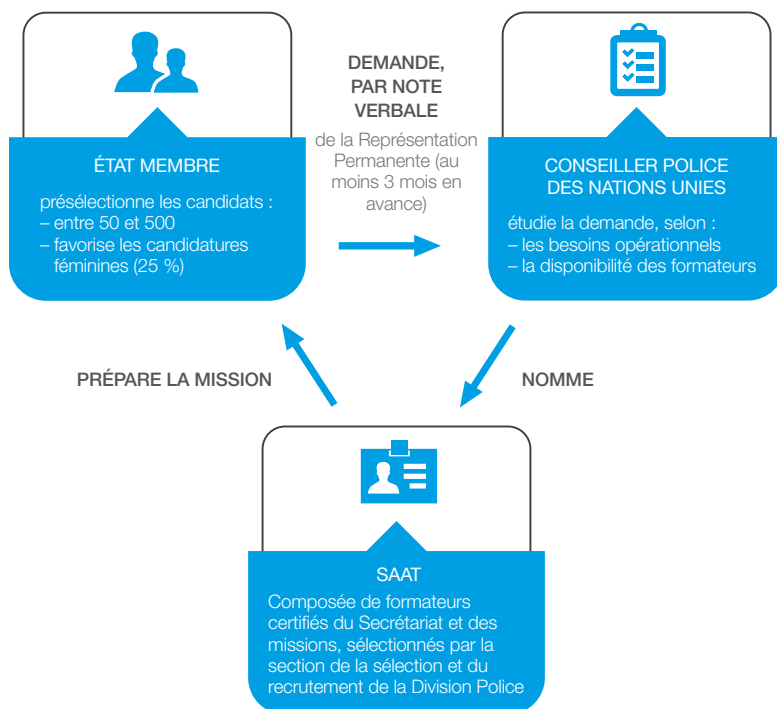 ÉTAT MEMBRE
présélectionne les candidats :
– entre 50 et 500
– favorise les candidatures
féminines (25 %)
DEMANDE,
PAR NOTE
VERBALE
de la Représentation
Permanente (au
moins 3 mois en
avance)
CONSEILLER POLICE
DES NATIONS UNIES
étudie la demande, selon :
– les besoins opérationnels
– la disponibilité des formateurs
PRÉPARE LA MISSION
NOMME
SAAT
Composée de formateurs
certifiés du Secrétariat et des
missions, sélectionnés par la
section de la sélection et du
recrutement de la Division Police